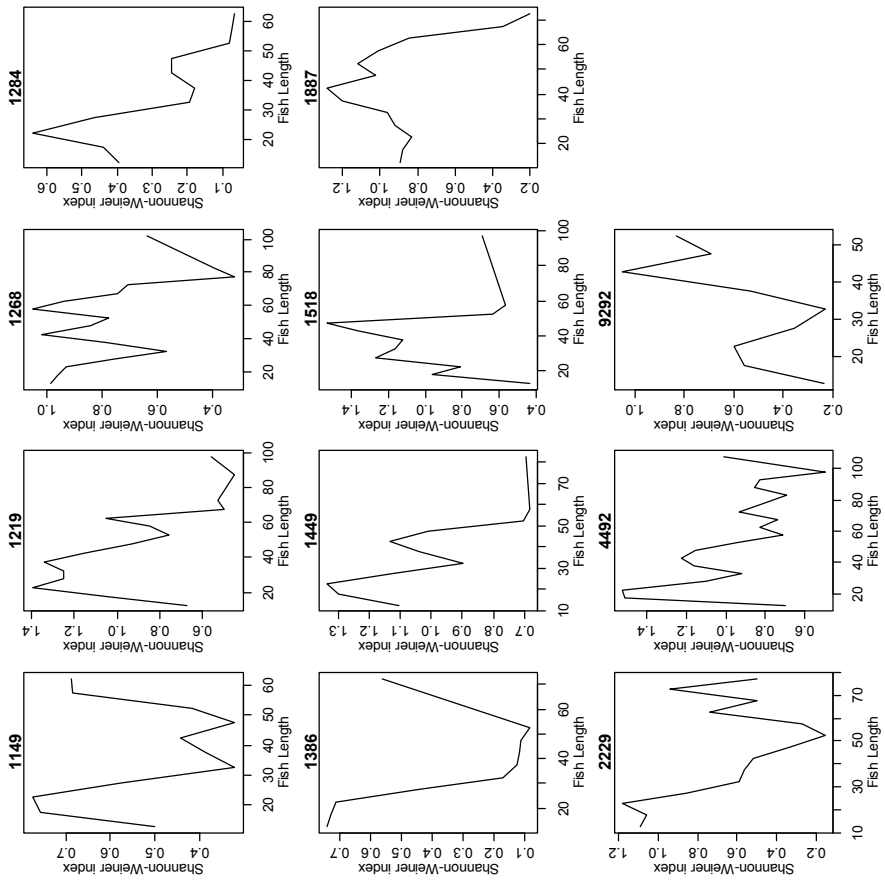 1149
Shannon-Weiner index
0.7 0.5 0.4
20 30 40 50 60
Fish Length
1219
Shannon-Weiner index
1.4 1.2 1.0 0.8 0.6
20 40 60 80 100
Fish Length
1268
Shannon-Weiner index
1.0 0.8 0.6 0.4
20 40 60 80 100
Fish Length
1284
Shannon-Weiner index
0.6 0.5 0.4 0.3 0.2 0.1
20 30 40 50 60
Fish Length
1386
Shannon-Weiner index
0.7 0.6 0.5 0.4 0.3 0.2 0.1
20 30 40 60
Fish Length
1449
Shannon-Weiner index
1.3 1.1 1.0 0.9 0.8 0.7
10 20 30 40 50 70
Fish Length
1518
Shannon-Weiner index
1.4 1.2 1.0 0.8 0.6 0.4
20 40 60 80 100
Fish Length
1887
Shannon-Weiner index
1.2 1.0 0.8 0.6 0.4 0.2
20 40 60
Fish Length
2229
Shannon-Weiner index
1.2 1.0 0.8 0.6 0.4 0.2
10 30 50 70
Fish Length
4492
Shannon-Weiner index
1.4 1.2 1.0 0.8 0.6
20 40 60 80 100
Fish Length
9292
Shannon-Weiner index
1.0 0.8 0.6 0.4 0.2
20 30 40 50
Fish Length